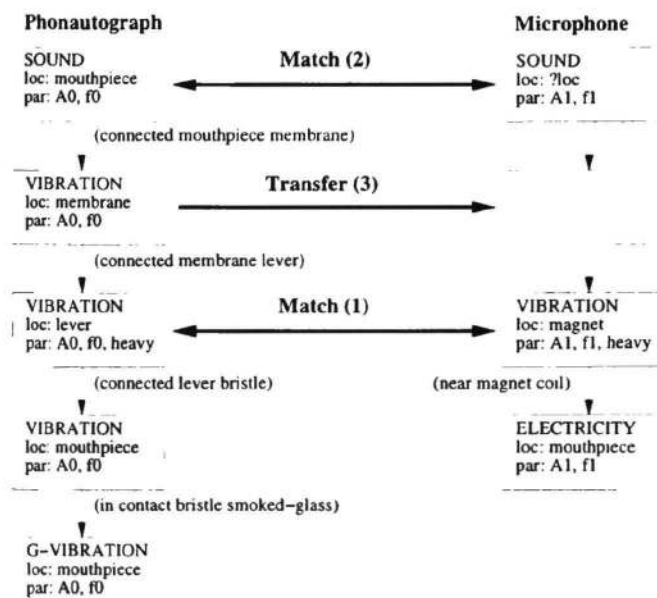 Phonautograph
Microphone
SOUND
loc: mouthpiece
par: A0, f0
Match (2)
SOUND
loc: ?loc
par: A1, f1
(connected mouthpiece membrane)
VIBRATION
loc: membrane
par: A0, f0
Transfer (3)
(connected membrane lever)
VIBRATION
loc: lever
par: A0, f0, heavy
Match (1)
VIBRATION
loc: magnet
par: A1, f1, heavy
(connected lever bristle)
(near magnet coil)
VIBRATION
loc: mouthpiece
par: A0, f0
ELECTRICITY
loc: mouthpiece
par: A1, f1
(in contact bristle smoked-glass)
G-VIBRATION
loc: mouthpiece
par: A0, f0